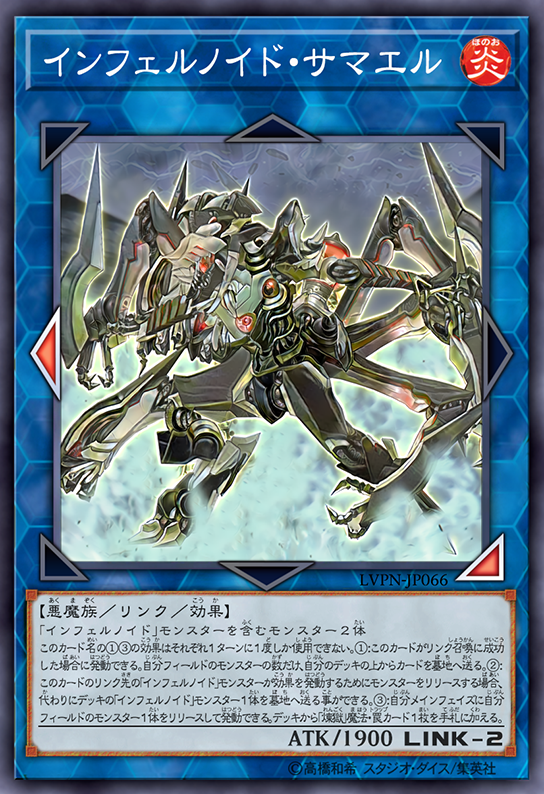 インフェルノイド・サマエル
ほのお
炎
LVPN-JP066
【悪魔族／リンク／効果】
「インフェルノイド」モンスターを含むモンスター2体
このカード名の①③の効果はそれぞれ1ターンに1度しか使用できない。①:このカードがリンク召喚に成功
した場合に発動できる。自分フィールドのモンスターの数だけ、自分のデッキの上からカードを墓地へ送る。②:
このカードのリンク先の「インフェルノイド」モンスターが効果を発動するためにモンスターをリリースする場合、
代わりにデッキの「インフェルノイド」モンスター1体を墓地へ送る事ができる。③:自分メインフェイズに自分
フィールドのモンスター1体をリリースして発動できる。デッキから「煉獄」魔法・罠カード1枚を手札に加える。
ATK/1900 LINK-2
©高橋和希 スタジオ・ダイス/集英社